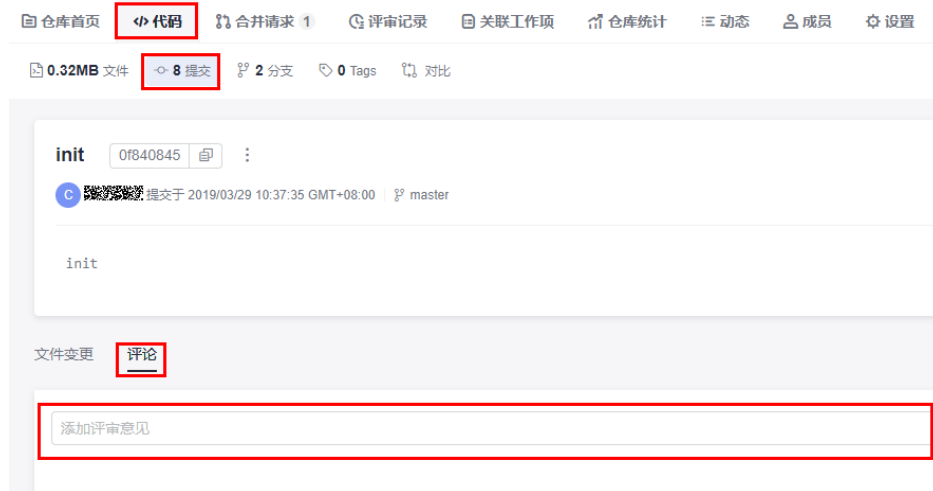 仓库首页 代码 合并请求 1 评审记录 关联工作项 仓库统计 动态 成员 设置
0.32MB 文件 8 提交 2 分支 0 Tags 对比
init 0f840845
C 提交于 2019/03/29 10:37:35 GMT+08:00 master
init
文件变更 评论
添加评审意见